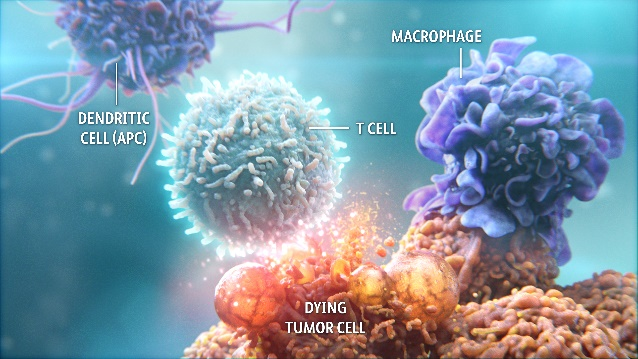 MACROPHAGE
DENDRITIC
CELL (APC)
T CELL
DYING
TUMOR CELL